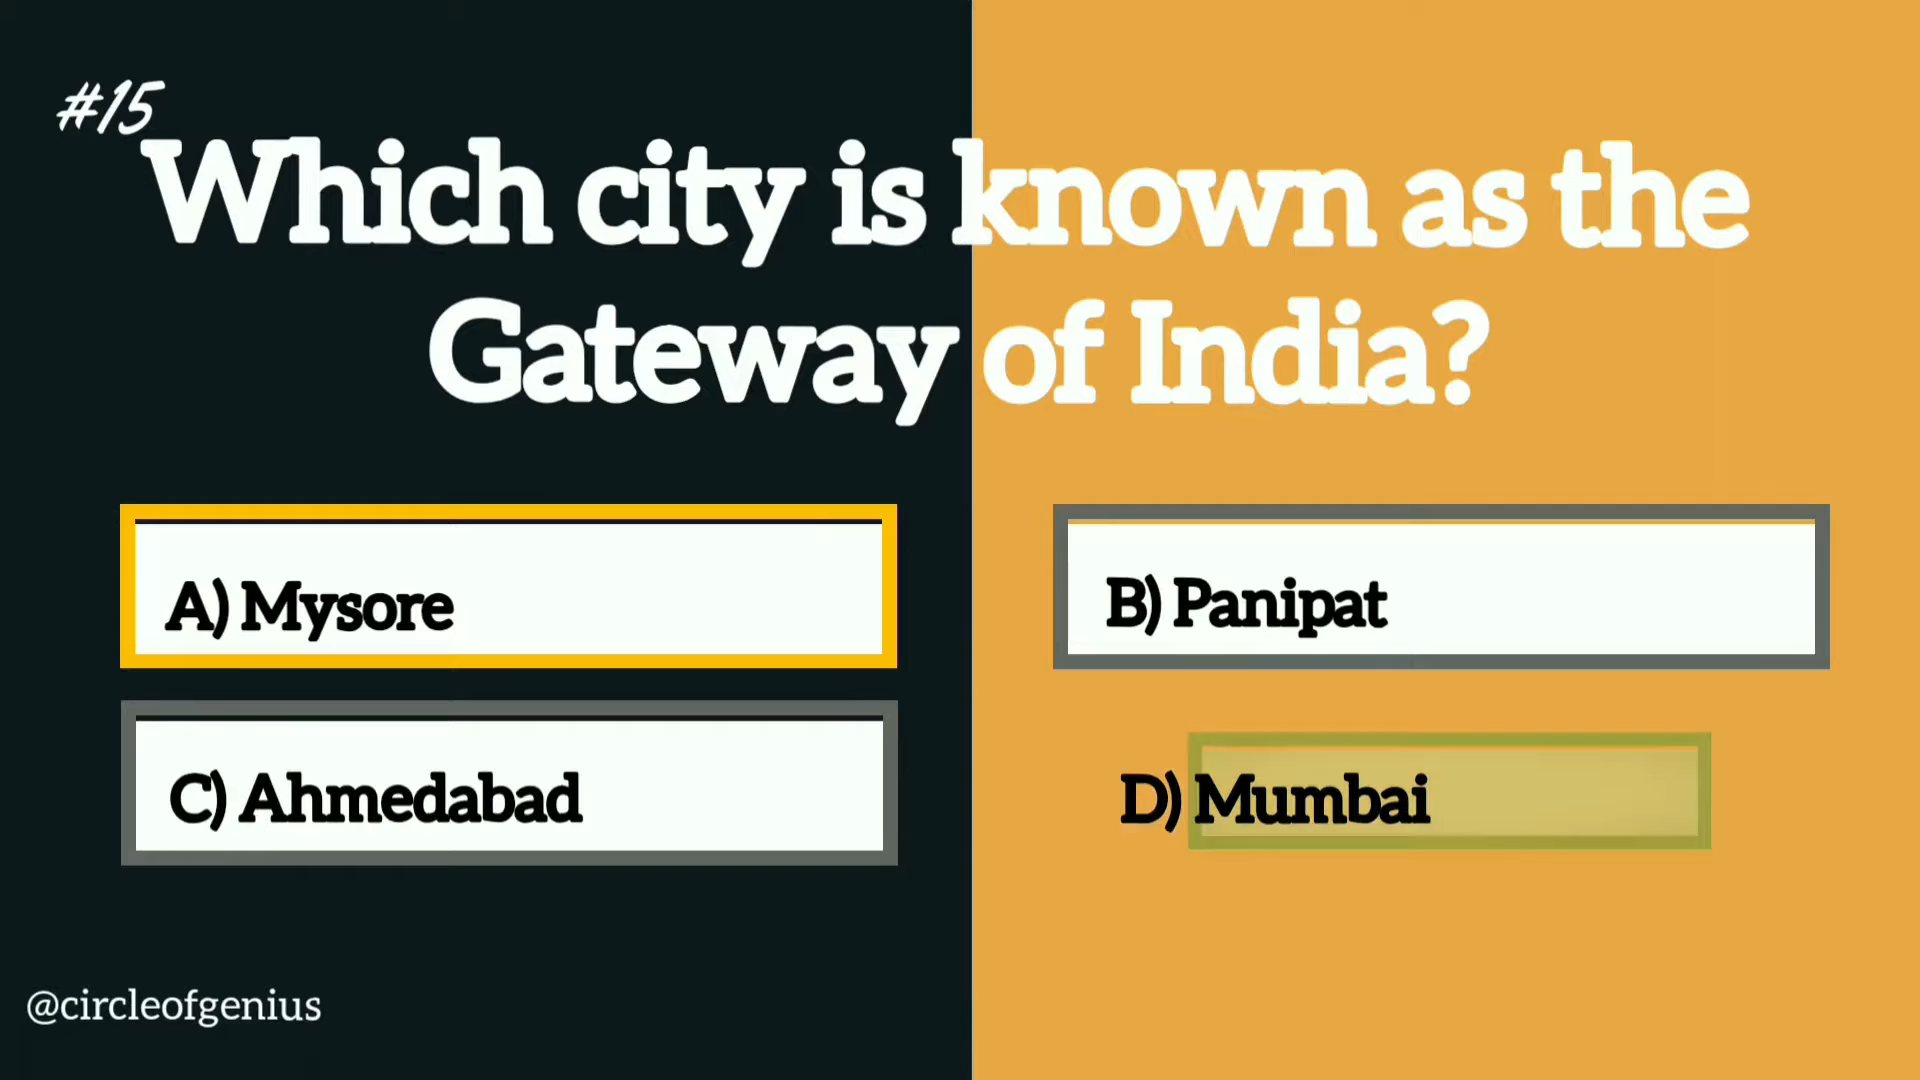 #15
Which city is known as the
Gateway of India?
A) Mysore
B) Panipat
C) Ahmedabad
D) Mumbai
@circleofgenius